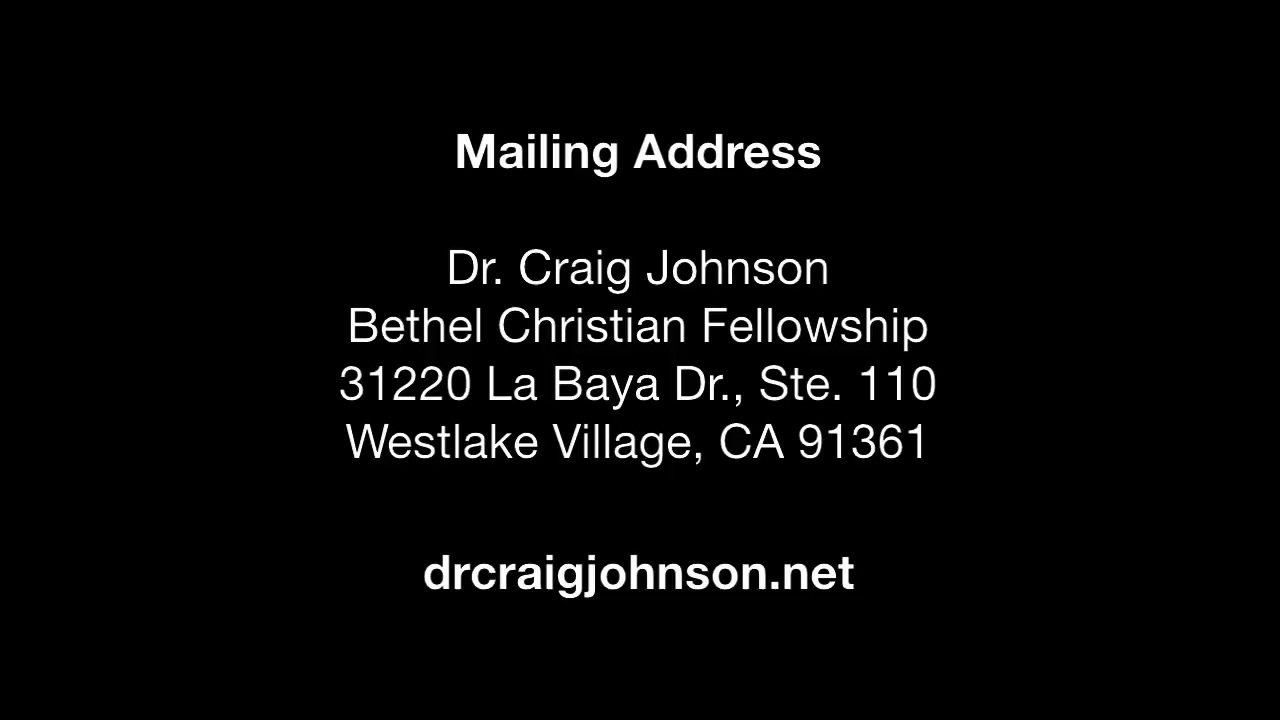 Mailing Address
Dr. Craig Johnson
Bethel Christian Fellowship
31220 La Baya Dr., Ste. 110
Westlake Village, CA 91361
drcraigjohnson.net